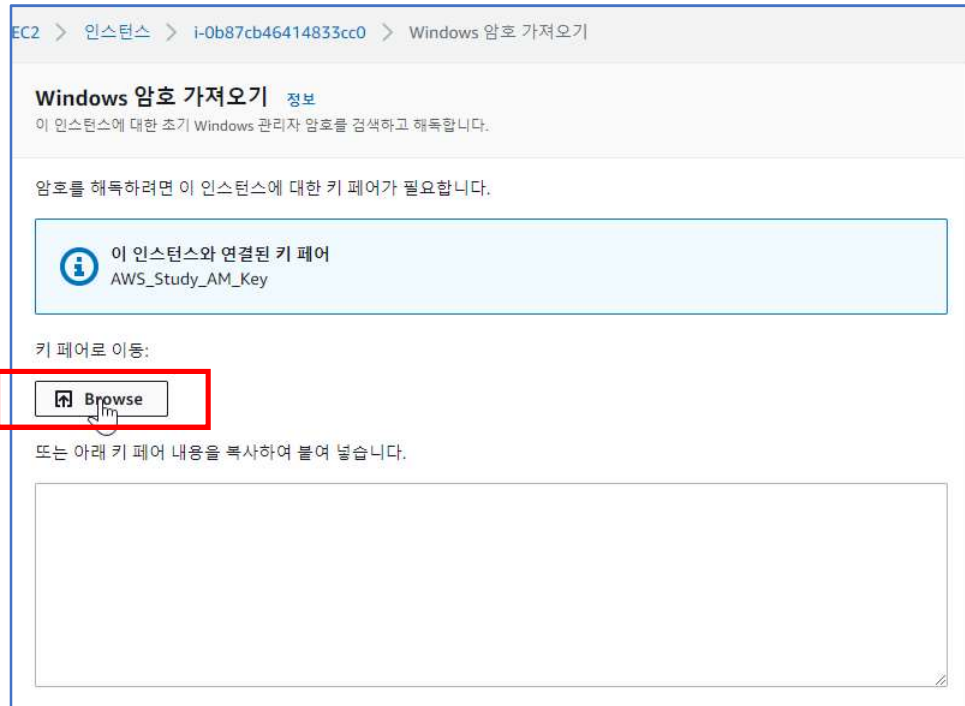 EC2 > 인스턴스 > i-0b87cb46414833cc0 > Windows 암호 가져오기
Windows 암호 가져오기 정보
이 인스턴스에 대한 초기 Windows 관리자 암호를 검색하고 해독합니다.
암호를 해독하려면 이 인스턴스에 대한 키 페어가 필요합니다.
이 인스턴스와 연결된 키 페어
AWS_Study_AM_Key
키 페어로 이동:
Browse
또는 아래 키 페어 내용을 복사하여 붙여 넣습니다.